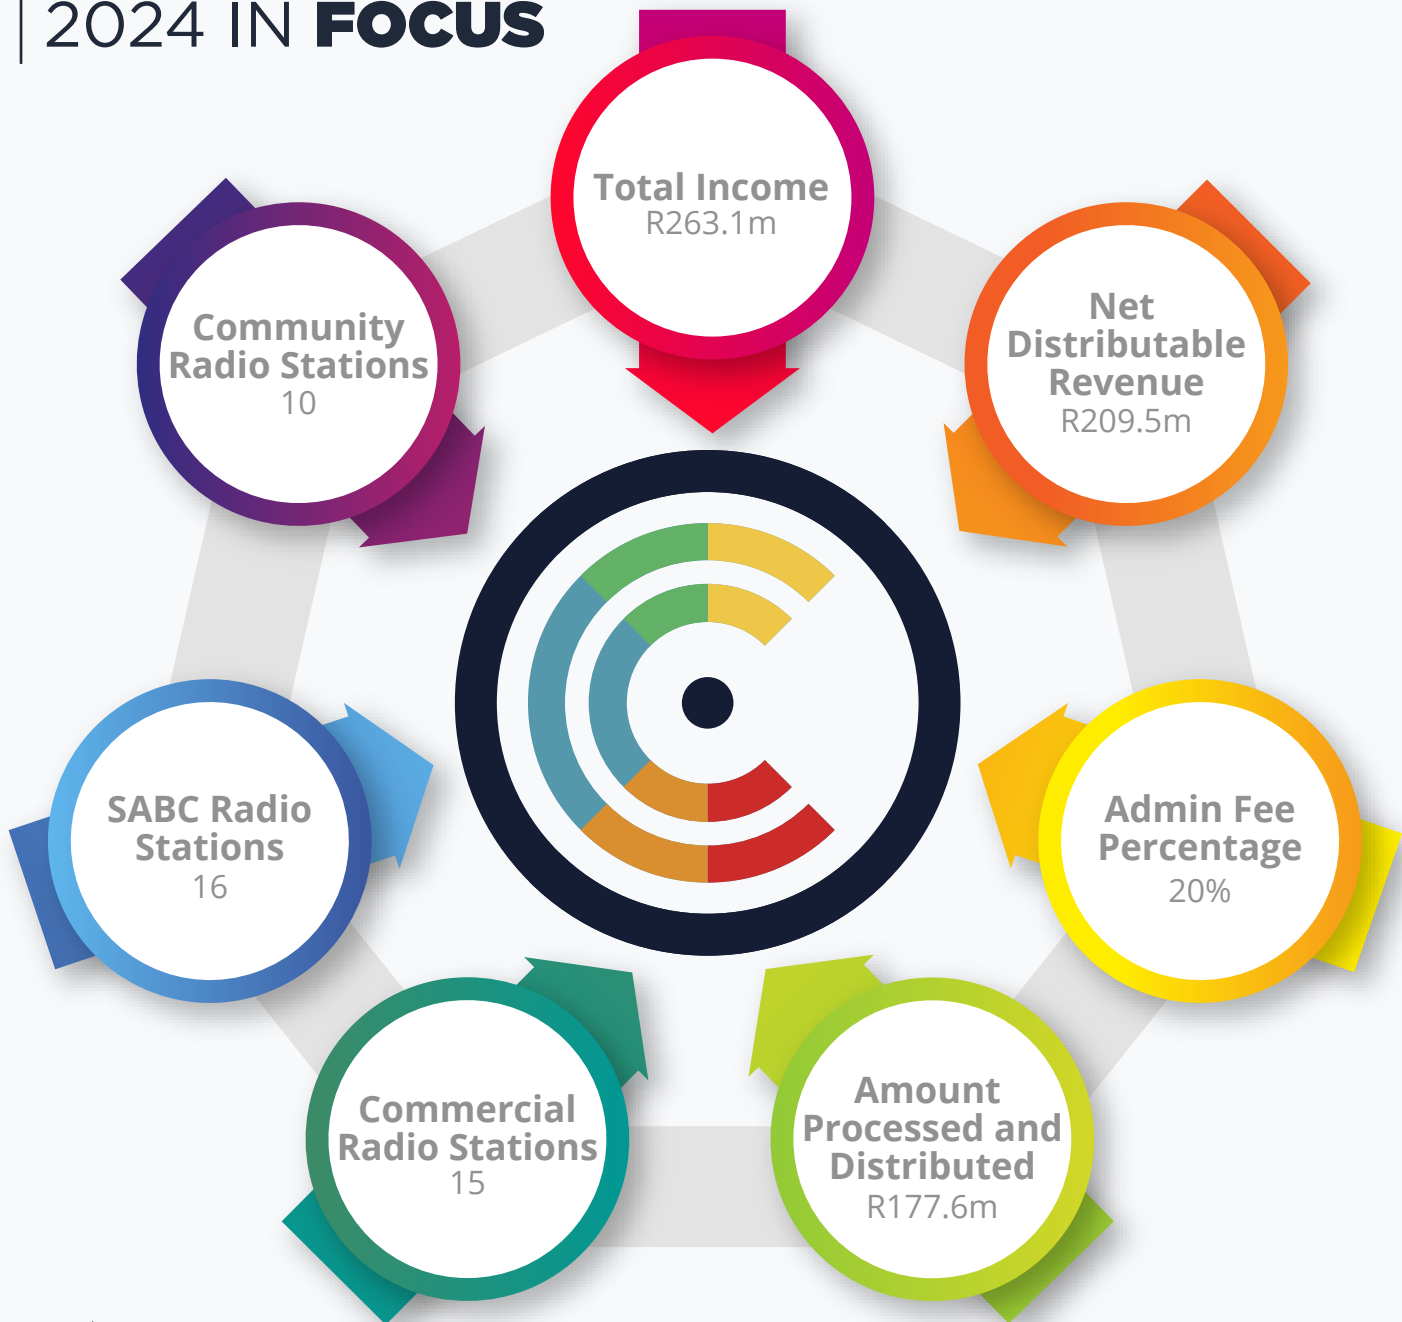 2024 IN FOCUS
Total Income
R263.1m
Net
Distributable
Revenue
R209.5m
Admin Fee
Percentage
20%
Amount
Processed and
Distributed
R177.6m
Commercial
Radio Stations
15
SABC Radio
Stations
16
Community
Radio Stations
10